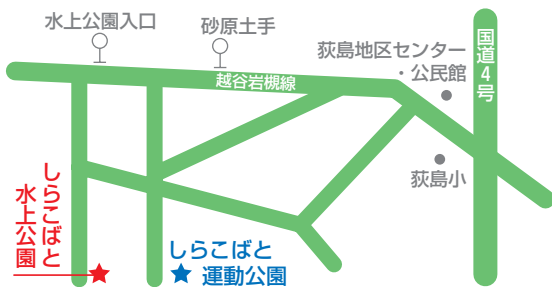 水上公園入口
砂原土手
荻島地区センター
・公民館
国道4号
越谷岩槻線
荻島小
しらこばと
水上公園
しらこばと
運動公園